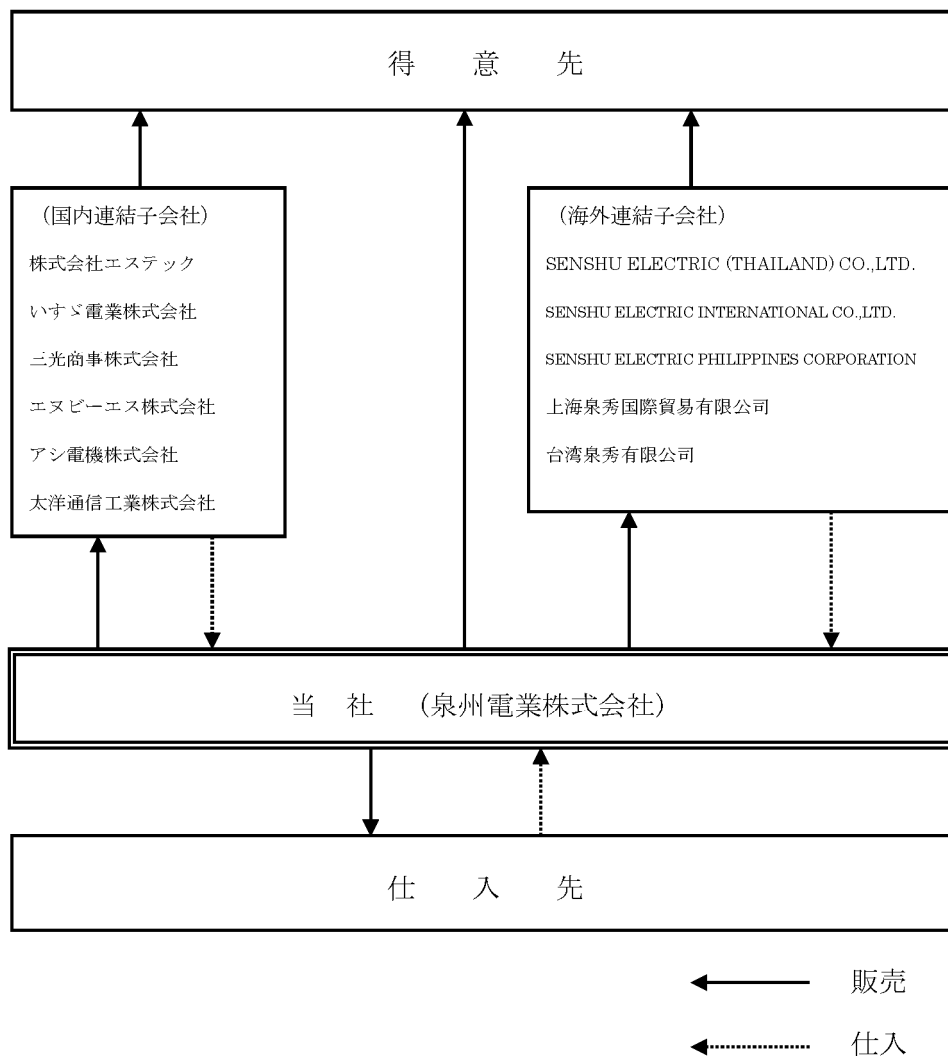 得 意 先
(国内連結子会社)
株式会社エステック
いすゞ電業株式会社
三光商事株式会社
エヌビーエス株式会社
アシ電機株式会社
太洋通信工業株式会社
(海外連結子会社)
SENSHU ELECTRIC (THAILAND) CO.,LTD.
SENSHU ELECTRIC INTERNATIONAL CO.,LTD.
SENSHU ELECTRIC PHILIPPINES CORPORATION
上海泉秀国際貿易有限公司
台湾泉秀有限公司
当 社 (泉州電業株式会社)
仕 入 先
販売
仕入